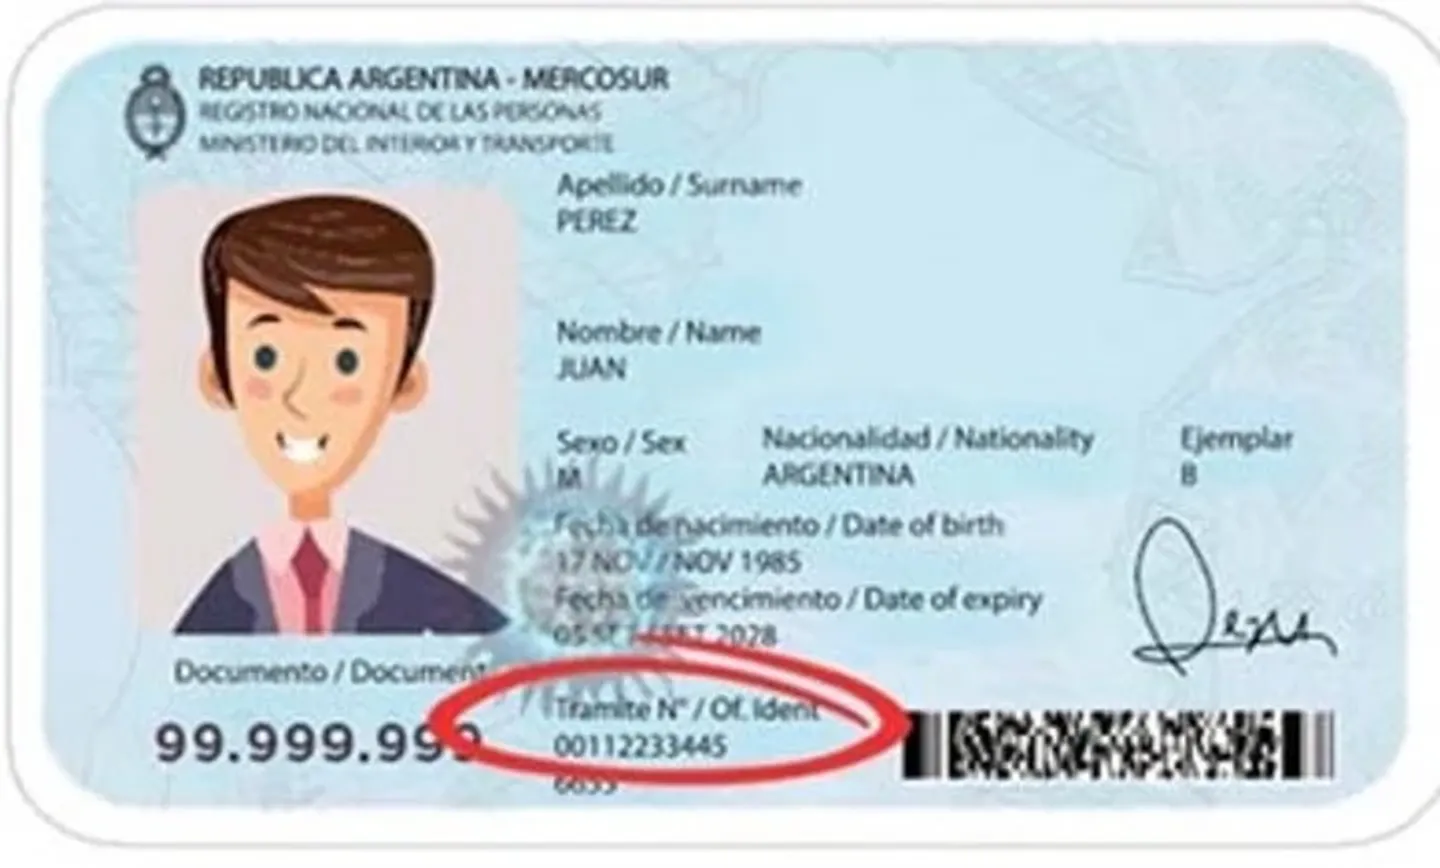 REPUBLICA ARGENTINA - MERCOSUR
REGISTRO NACIONAL DE LAS PERSONAS
MINISTERIO DEL INTERIOR Y TRANSPORTE
Apellido / Surname
PEREZ
Nombre / Name
JUAN
Sexo / Sex
M
Nacionalidad / Nationality
ARGENTINA
Ejemplar
B
Fecha de nacimiento / Date of birth
17 NOV / NOV 1985
Fecha de vencimiento / Date of expiry
05 SET / SET 2028
Documento / Document
99.999.999
Tramite N° / Of. Ident
00112233445
6655